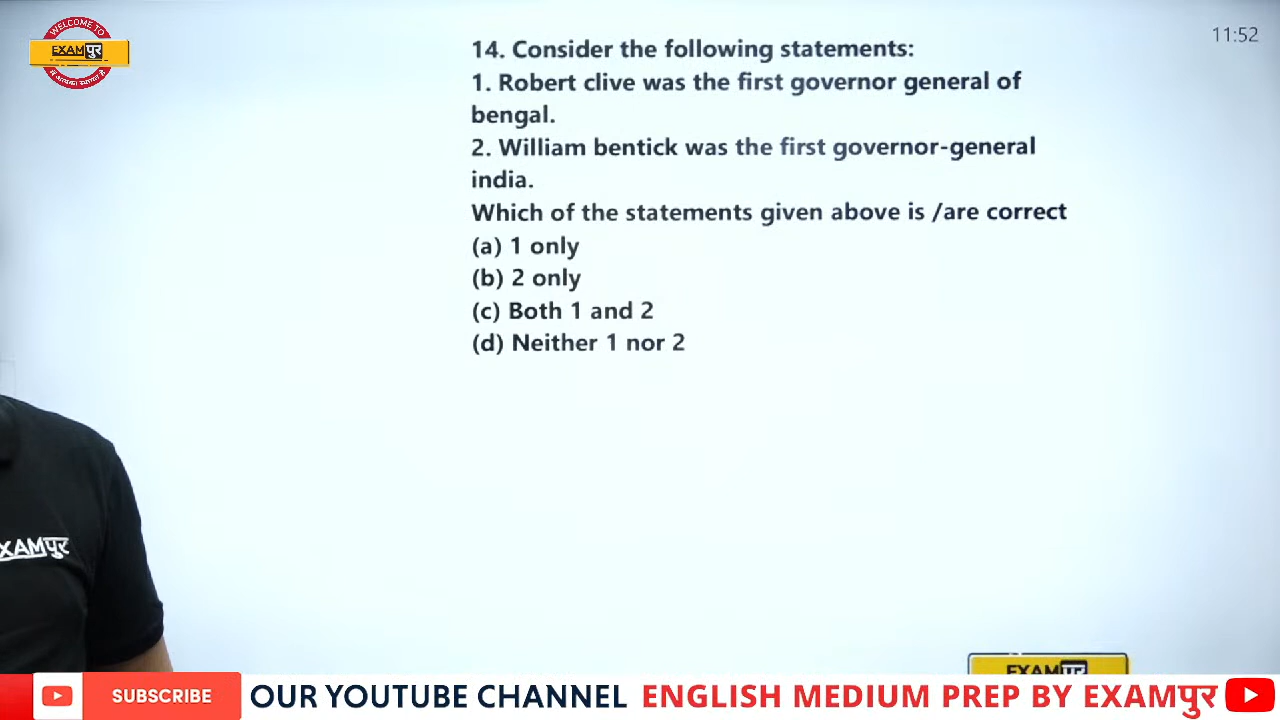 WELCOME TO
EXAMपुर
11:52
14. Consider the following statements:
1. Robert clive was the first governor general of
bengal.
2. William bentick was the first governor-general
india.
Which of the statements given above is /are correct
(a) 1 only
(b) 2 only
(c) Both 1 and 2
(d) Neither 1 nor 2
XAMपुर
EXAMपुर
SUBSCRIBE
OUR YOUTUBE CHANNEL ENGLISH MEDIUM PREP BY EXAMपुर